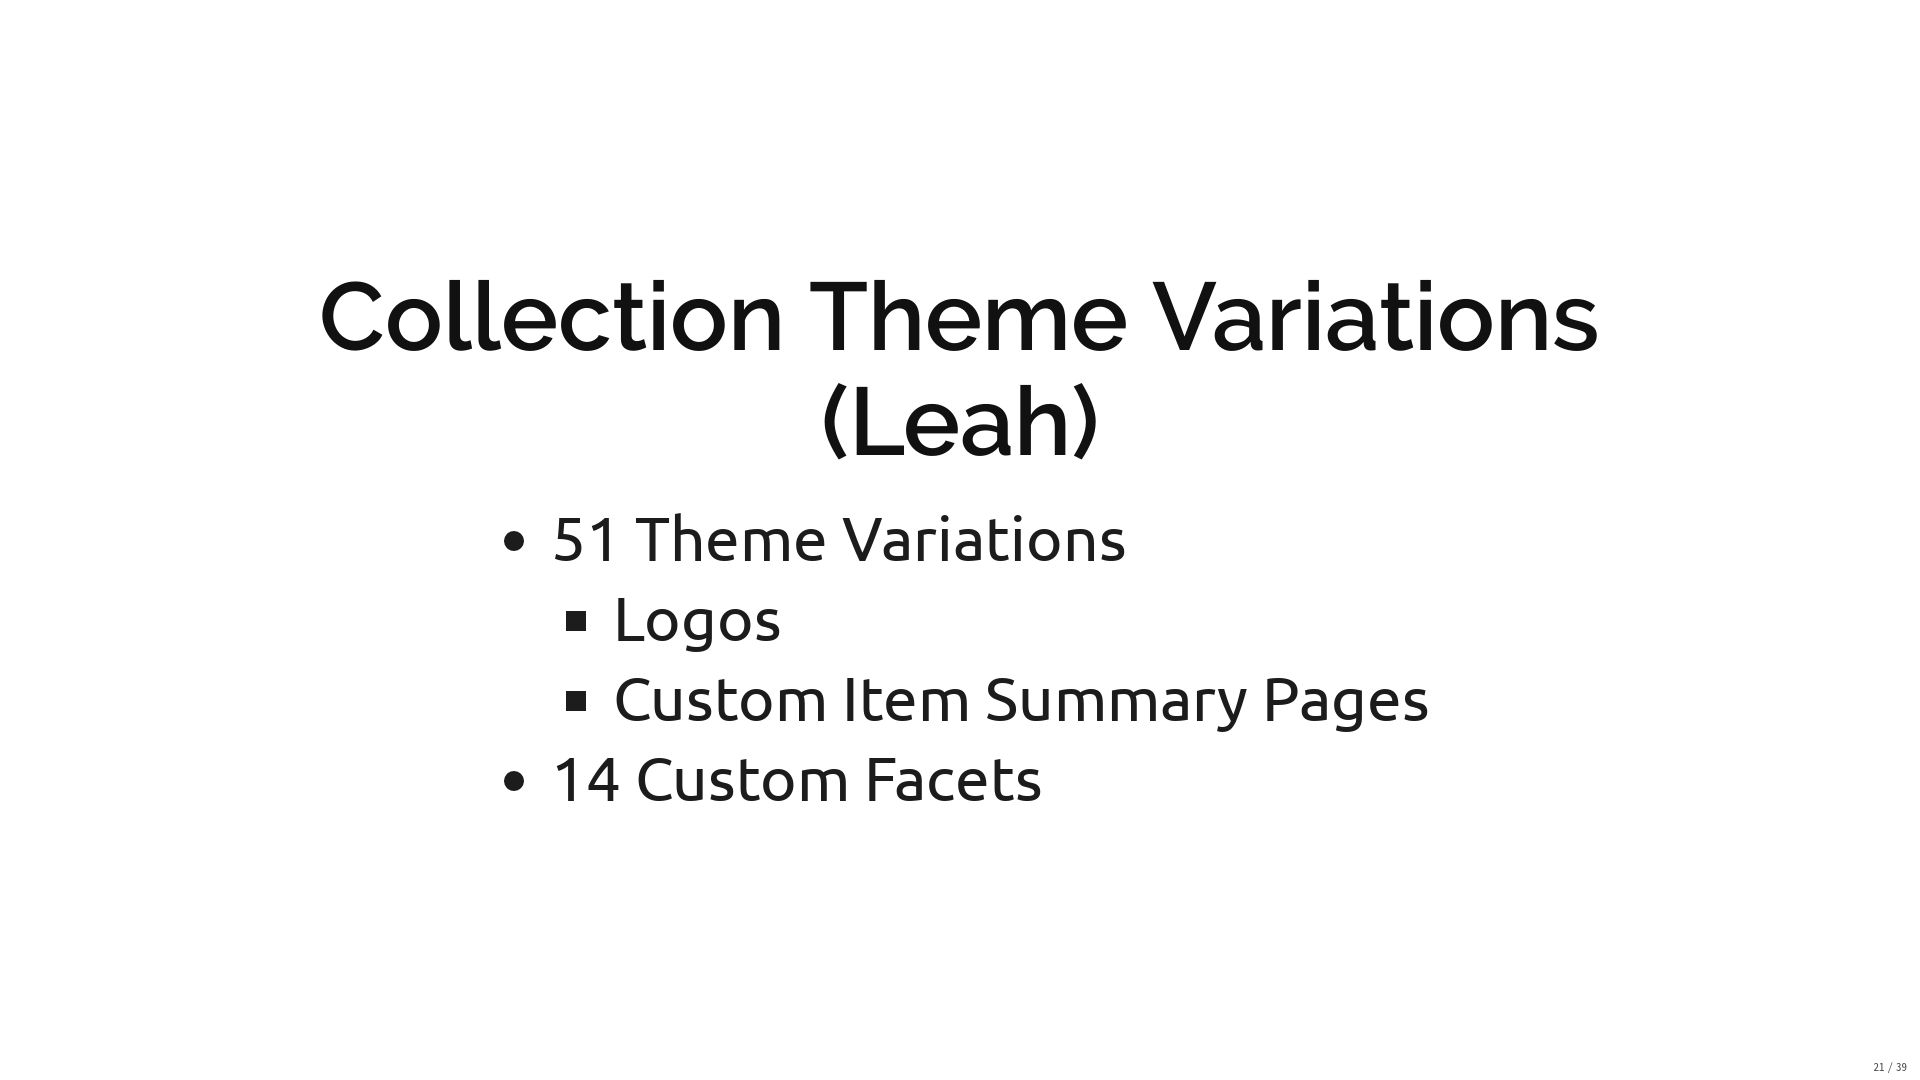 Collection Theme Variations
(Leah)
51 Theme Variations
Logos
Custom Item Summary Pages
14 Custom Facets
21 / 39